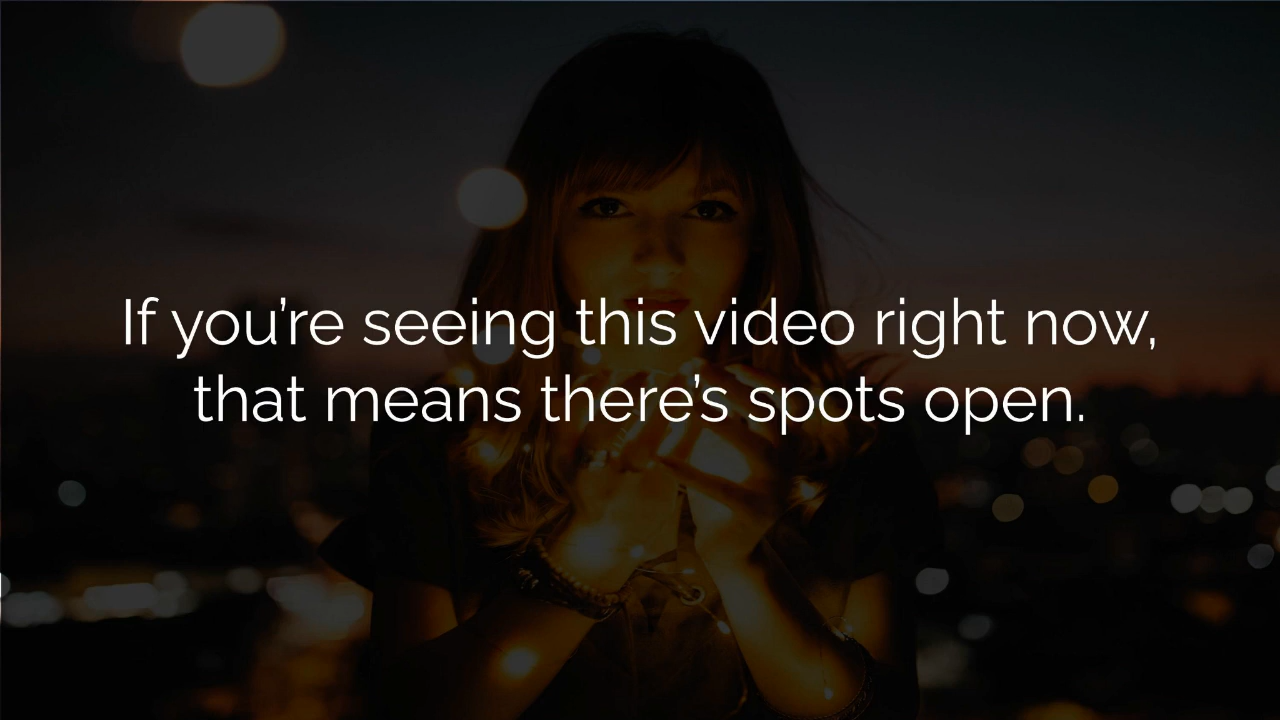 If you’re seeing this video right now,
that means there’s spots open.